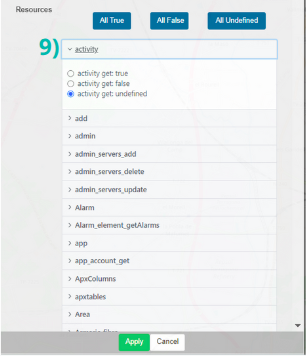 Resources
All True All False All Undefined
9)
activity
activity get: true
activity get: false
activity get: undefined
add
admin
admin_servers_add
admin_servers_delete
admin_servers_update
Alarm
Alarm_element_getAlarms
app
app_account_get
ApxColumns
apxtables
Area
Apply Cancel